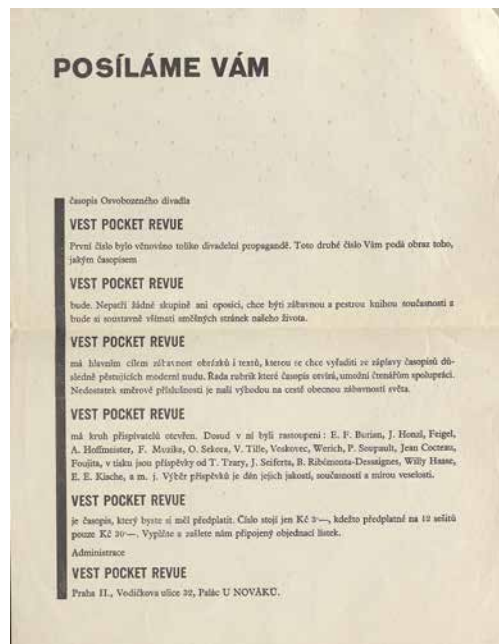 POSÍLÁME VÁM
časopis Osvobozeného divadla
VEST POCKET REVUE
První číslo bylo věnováno toliko divadelní propagandě. Toto druhé číslo Vám podá obraz toho,
jakým časopisem
VEST POCKET REVUE
bude. Nepatří žádné skupině ani oposici, chce býti zábavnou a pestrou knihou současnosti a
bude si soustavně všímati směšných stránek našeho života.
VEST POCKET REVUE
má hlavním cílem zábavnost obrázků i textů, kterou se chce vyřaditi ze záplavy časopisů dů-
sledně pěstujících moderní nudu. Řada rubrik které časopis otvírá, umožní čtenářům spolupráci.
Nedostatek směrové příslušnosti je naší výhodou na cestě obecnou zábavností světa.
VEST POCKET REVUE
má kruh přispívatelů otevřen. Dosud v ní byli zastoupeni: E. F. Burian, J. Honzl, Feigel,
A. Hoffmeister, F. Muzika, O. Sekora, V. Tille, Voskovec, Werich, P. Soupault, Jean Cocteau,
Foujita, v tisku jsou příspěvky od T. Tzary, J. Seiferta, B. Ribémonta-Dessaignes, Willy Haase,
E. E. Kische, a m. j. Výběr příspěvků je dán jejich jakostí, současností a mírou veselosti.
VEST POCKET REVUE
je časopis, který byste si měl předplatit. Číslo stojí jen Kč 3·—, kdežto předplatné na 12 sešitů
pouze Kč 30·—. Vyplňte a zašlete nám připojený objednací lístek.
Administrace
VEST POCKET REVUE
Praha II., Vodičkova ulice 32, Palác U NOVÁKŮ.